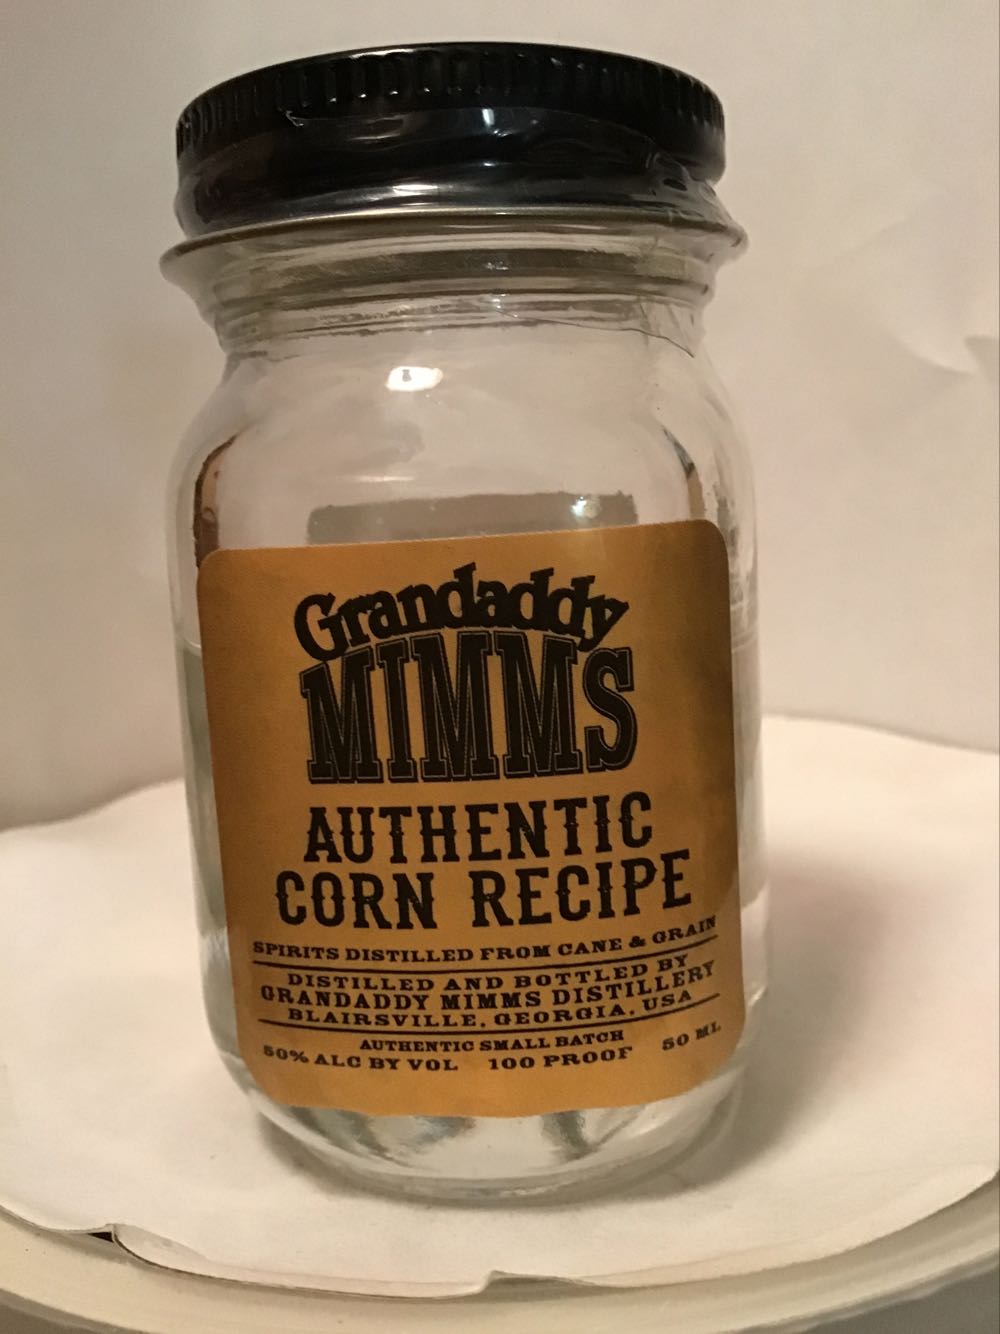 Grandaddy
MIMMS
AUTHENTIC
CORN RECIPE
SPIRITS DISTILLED FROM CANE & GRAIN
DISTILLED AND BOTTLED BY
GRANDADDY MIMMS DISTILLERY
BLAIRSVILLE, GEORGIA, USA
AUTHENTIC SMALL BATCH
50% ALC BY VOL 100 PROOF 50 ML